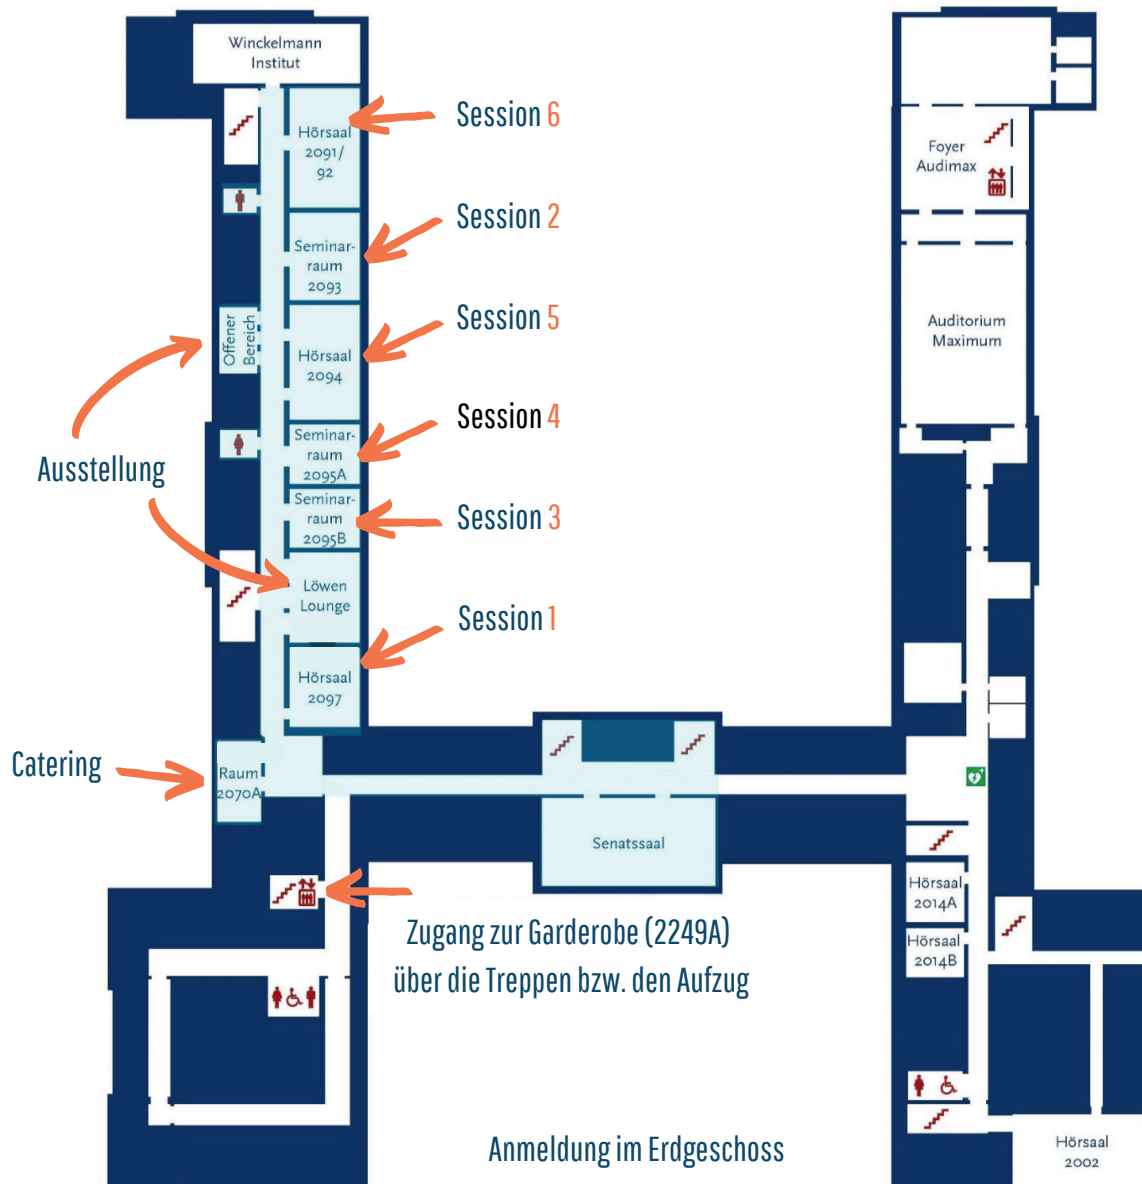 Winckelmann
Institut
Hörsaal
2091/
92
Session 6
Seminar-
raum
2093
Session 2
Offener
Bereich
Hörsaal
2094
Session 5
Seminar-
raum
2095A
Session 4
Ausstellung
Seminar-
raum
2095B
Session 3
Löwen
Lounge
Session 1
Hörsaal
2097
Catering
Raum
2070A
Senatssaal
Zugang zur Garderobe (2249A)
über die Treppen bzw. den Aufzug
Anmeldung im Erdgeschoss
Foyer
Audimax
Auditorium
Maximum
Hörsaal
2014A
Hörsaal
2014B
Hörsaal
2002